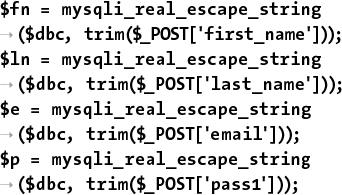 $fn = mysqli_real_escape_string
→ ($dbc, trim($_POST['first_name']));
$ln = mysqli_real_escape_string
→ ($dbc, trim($_POST['last_name']));
$e = mysqli_real_escape_string
→ ($dbc, trim($_POST['email']));
$p = mysqli_real_escape_string
→ ($dbc, trim($_POST['pass1']));